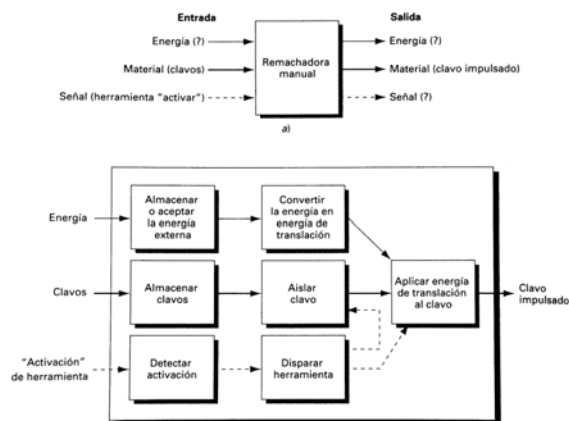 Entrada
Salida
Energía (?)
Energía (?)
Material (clavos)
Remachadora
manual
Material (clavo impulsado)
Señal (herramienta “activar”)
Señal (?)
a)
Energía
Almacenar
o aceptar
la energía
externa
Convertir
la energía en
energía de
translación
Clavos
Almacenar
clavos
Aislar
clavo
Aplicar energía
de translación
al clavo
Clavo
impulsado
“Activación”
de herramienta
Detectar
activación
Disparar
herramienta